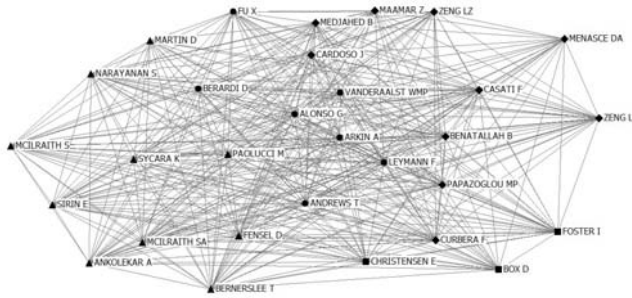 FU X
MAAMAR Z
ZENG LZ
MEDJAHED B
MARTIN D
MENASCE DA
CARDOSO J
NARAYANAN S
BERARDI D
VANDERAALST WMP
CASATI F
ALONSO G
ZENG L
ARKIN A
BENATALLAH B
MCILRAITH S
SYCARA K
PAOLUCCI M
LEYMANN F
PAPAZOGLOU MP
SIRIN E
ANDREWS T
FOSTER I
MCILRAITH SA
FENSEL D
CURBERA F
ANKOLEKAR A
CHRISTENSEN E
BOX D
BERNERSLEE T